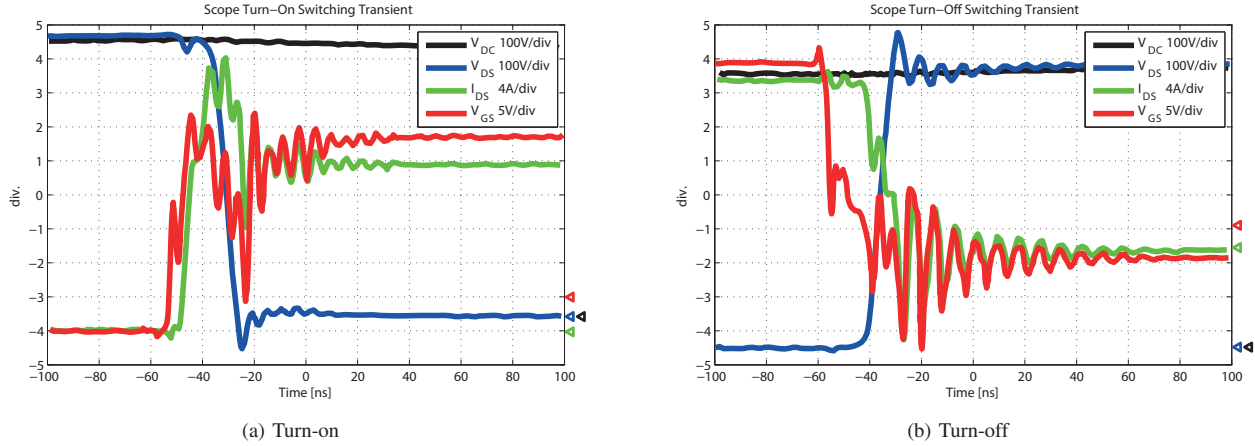 Scope Turn−On Switching Transient
5
4
3
2
1
0
−1
−2
−3
−4
−5
div.
−100
−80
−60
−40
−20
0
20
40
60
80
100
Time [ns]
V_DC 100V/div
V_DS 100V/div
I_DS 4A/div
V_GS 5V/div
(a) Turn-on
Scope Turn−Off Switching Transient
5
4
3
2
1
0
−1
−2
−3
−4
−5
div.
−100
−80
−60
−40
−20
0
20
40
60
80
100
Time [ns]
V_DC 100V/div
V_DS 100V/div
I_DS 4A/div
V_GS 5V/div
(b) Turn-off